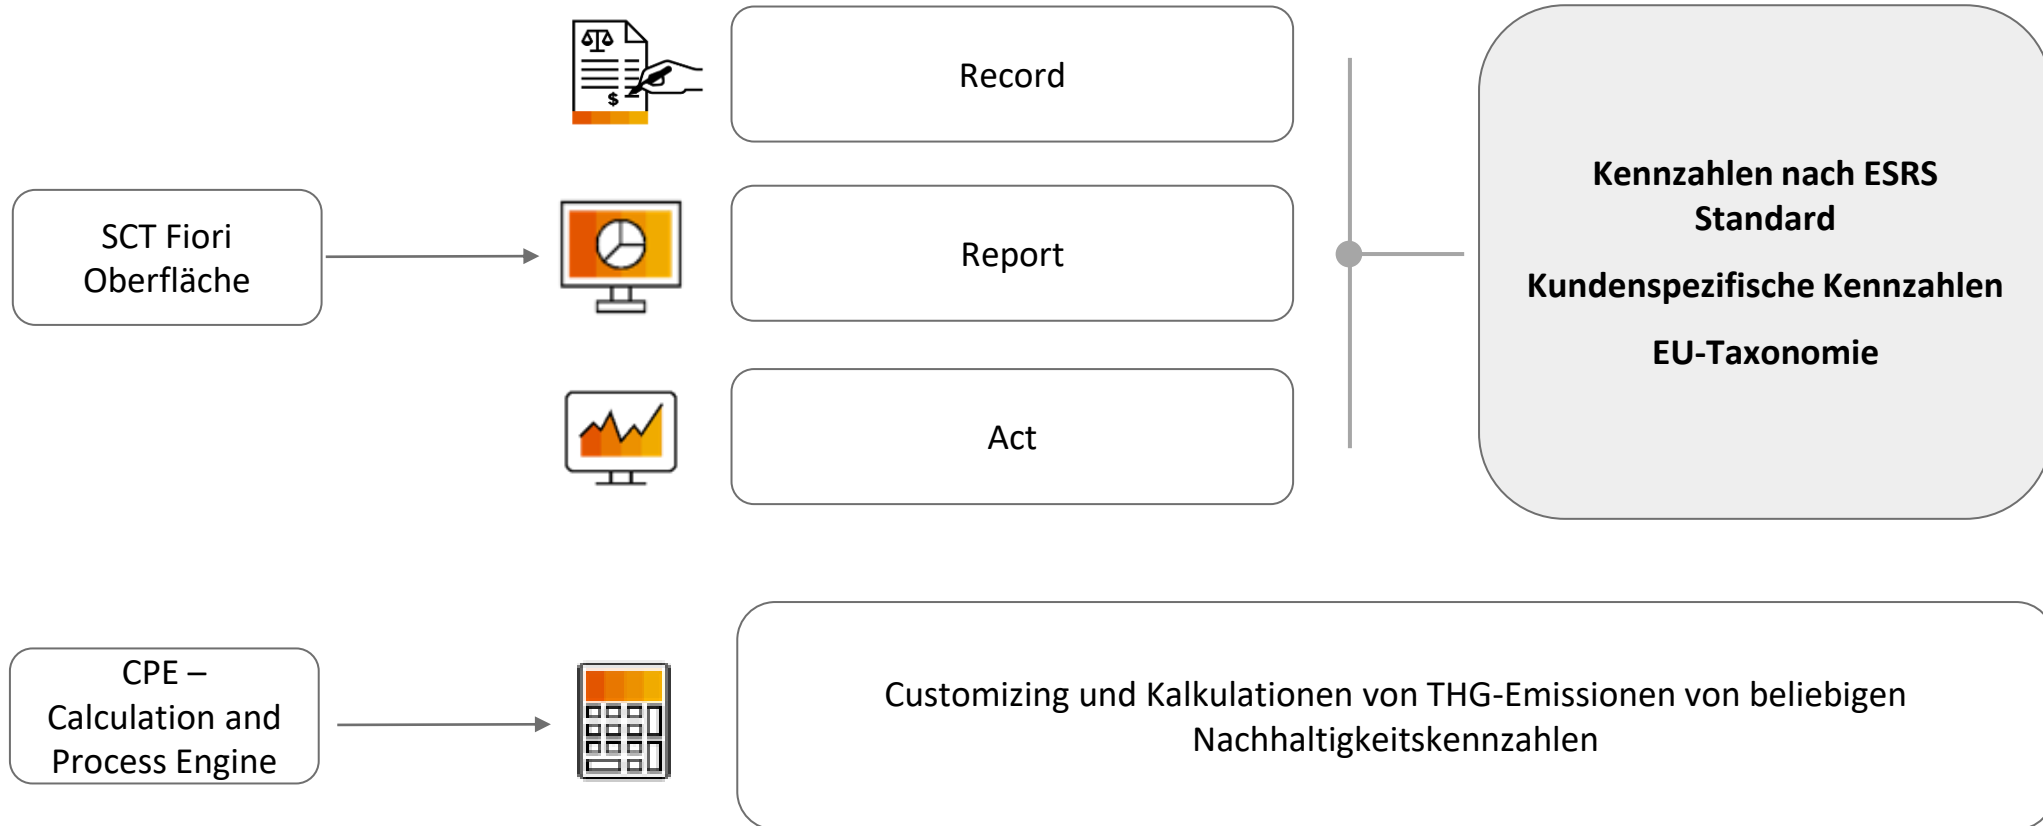 Record
SCT Fiori
Oberfläche
Report
Act
Kennzahlen nach ESRS
Standard
Kundenspezifische Kennzahlen
EU-Taxonomie
CPE –
Calculation and
Process Engine
Customizing und Kalkulationen von THG-Emissionen von beliebigen
Nachhaltigkeitskennzahlen
$